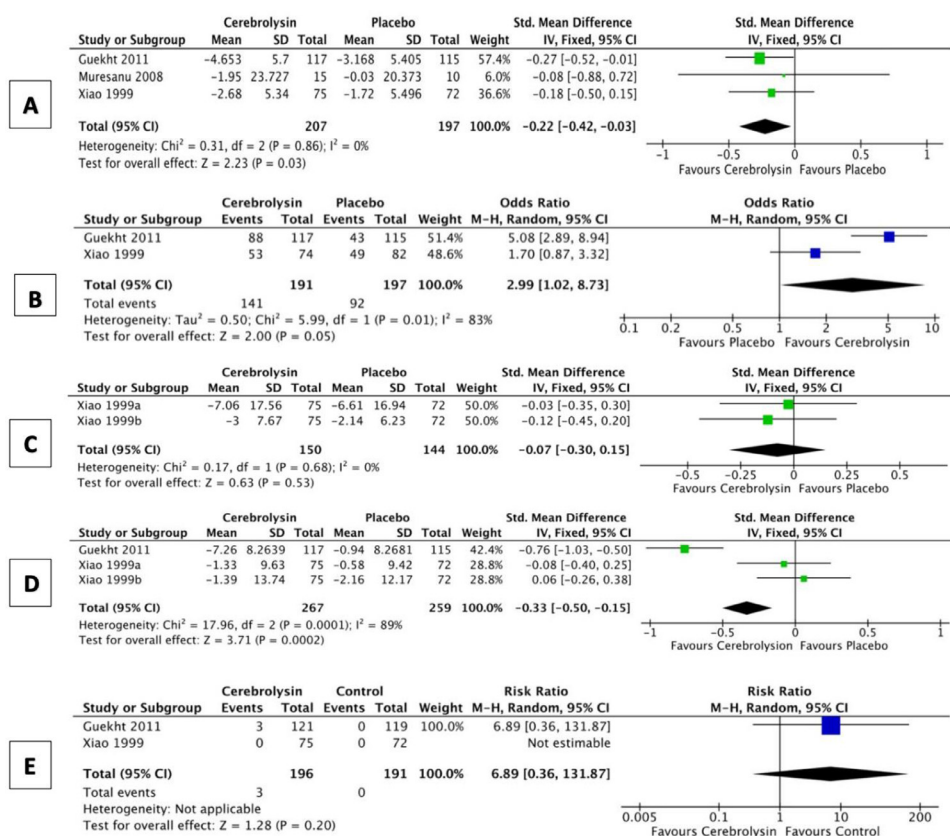 A
Cerebrolysin Placebo Std. Mean Difference Std. Mean Difference
Study or Subgroup Mean SD Total Mean SD Total Weight IV, Fixed, 95% CI IV, Fixed, 95% CI
Guekht 2011 −4.653 5.7 117 −3.168 5.405 115 57.4% −0.27 [−0.52, −0.01]
Muresanu 2008 −1.95 23.727 15 −0.03 20.373 10 6.0% −0.08 [−0.88, 0.72]
Xiao 1999 −2.68 5.34 75 −1.72 5.496 72 36.6% −0.18 [−0.50, 0.15]
Total (95% CI) 207 197 100.0% −0.22 [−0.42, −0.03]
Heterogeneity: Chi² = 0.31, df = 2 (P = 0.86); I² = 0%
Test for overall effect: Z = 2.23 (P = 0.03)
−1 −0.5 0 0.5 1
Favours Cerebrolysin Favours Placebo
B
Cerebrolysin Placebo Odds Ratio Odds Ratio
Study or Subgroup Events Total Events Total Weight M-H, Random, 95% CI M-H, Random, 95% CI
Guekht 2011 88 117 43 115 51.4% 5.08 [2.89, 8.94]
Xiao 1999 53 74 49 82 48.6% 1.70 [0.87, 3.32]
Total (95% CI) 191 197 100.0% 2.99 [1.02, 8.73]
Total events 141 92
Heterogeneity: Tau² = 0.50; Chi² = 5.99, df = 1 (P = 0.01); I² = 83%
Test for overall effect: Z = 2.00 (P = 0.05)
0.1 0.2 0.5 1 2 5 10
Favours Placebo Favours Cerebrolysin
C
Cerebrolysin Placebo Std. Mean Difference Std. Mean Difference
Study or Subgroup Mean SD Total Mean SD Total Weight IV, Fixed, 95% CI IV, Fixed, 95% CI
Xiao 1999a −7.06 17.56 75 −6.61 16.94 72 50.0% −0.03 [−0.35, 0.30]
Xiao 1999b −3 7.67 75 −2.14 6.23 72 50.0% −0.12 [−0.45, 0.20]
Total (95% CI) 150 144 100.0% −0.07 [−0.30, 0.15]
Heterogeneity: Chi² = 0.17, df = 1 (P = 0.68); I² = 0%
Test for overall effect: Z = 0.63 (P = 0.53)
−0.5 −0.25 0 0.25 0.5
Favours Cerebrolysin Favours Placebo
D
Cerebrolysin Placebo Std. Mean Difference Std. Mean Difference
Study or Subgroup Mean SD Total Mean SD Total Weight IV, Fixed, 95% CI IV, Fixed, 95% CI
Guekht 2011 −7.26 8.2639 117 −0.94 8.2681 115 42.4% −0.76 [−1.03, −0.50]
Xiao 1999a −1.33 9.63 75 −0.58 9.42 72 28.8% −0.08 [−0.40, 0.25]
Xiao 1999b −1.39 13.74 75 −2.16 12.17 72 28.8% 0.06 [−0.26, 0.38]
Total (95% CI) 267 259 100.0% −0.33 [−0.50, −0.15]
Heterogeneity: Chi² = 17.96, df = 2 (P = 0.0001); I² = 89%
Test for overall effect: Z = 3.71 (P = 0.0002)
−1 −0.5 0 0.5 1
Favours Cerebrolysin Favours Placebo
E
Cerebrolysin Control Risk Ratio Risk Ratio
Study or Subgroup Events Total Events Total Weight M-H, Random, 95% CI M-H, Random, 95% CI
Guekht 2011 3 121 0 119 100.0% 6.89 [0.36, 131.87]
Xiao 1999 0 75 0 72 Not estimable
Total (95% CI) 196 191 100.0% 6.89 [0.36, 131.87]
Total events 3 0
Heterogeneity: Not applicable
Test for overall effect: Z = 1.28 (P = 0.20)
0.005 0.1 1 10 200
Favours Cerebrolysin Favours Control